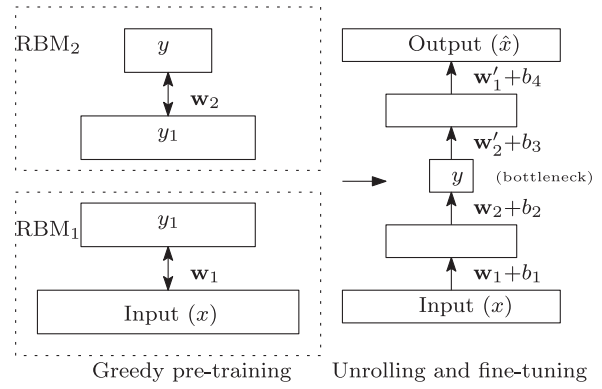 RBM₂
y
w₂
y₁
RBM₁
y₁
w₁
Input (x)
Greedy pre-training
Output (x̂)
w′₁+b₄
w′₂+b₃
y
(bottleneck)
w₂+b₂
w₁+b₁
Input (x)
Unrolling and fine-tuning